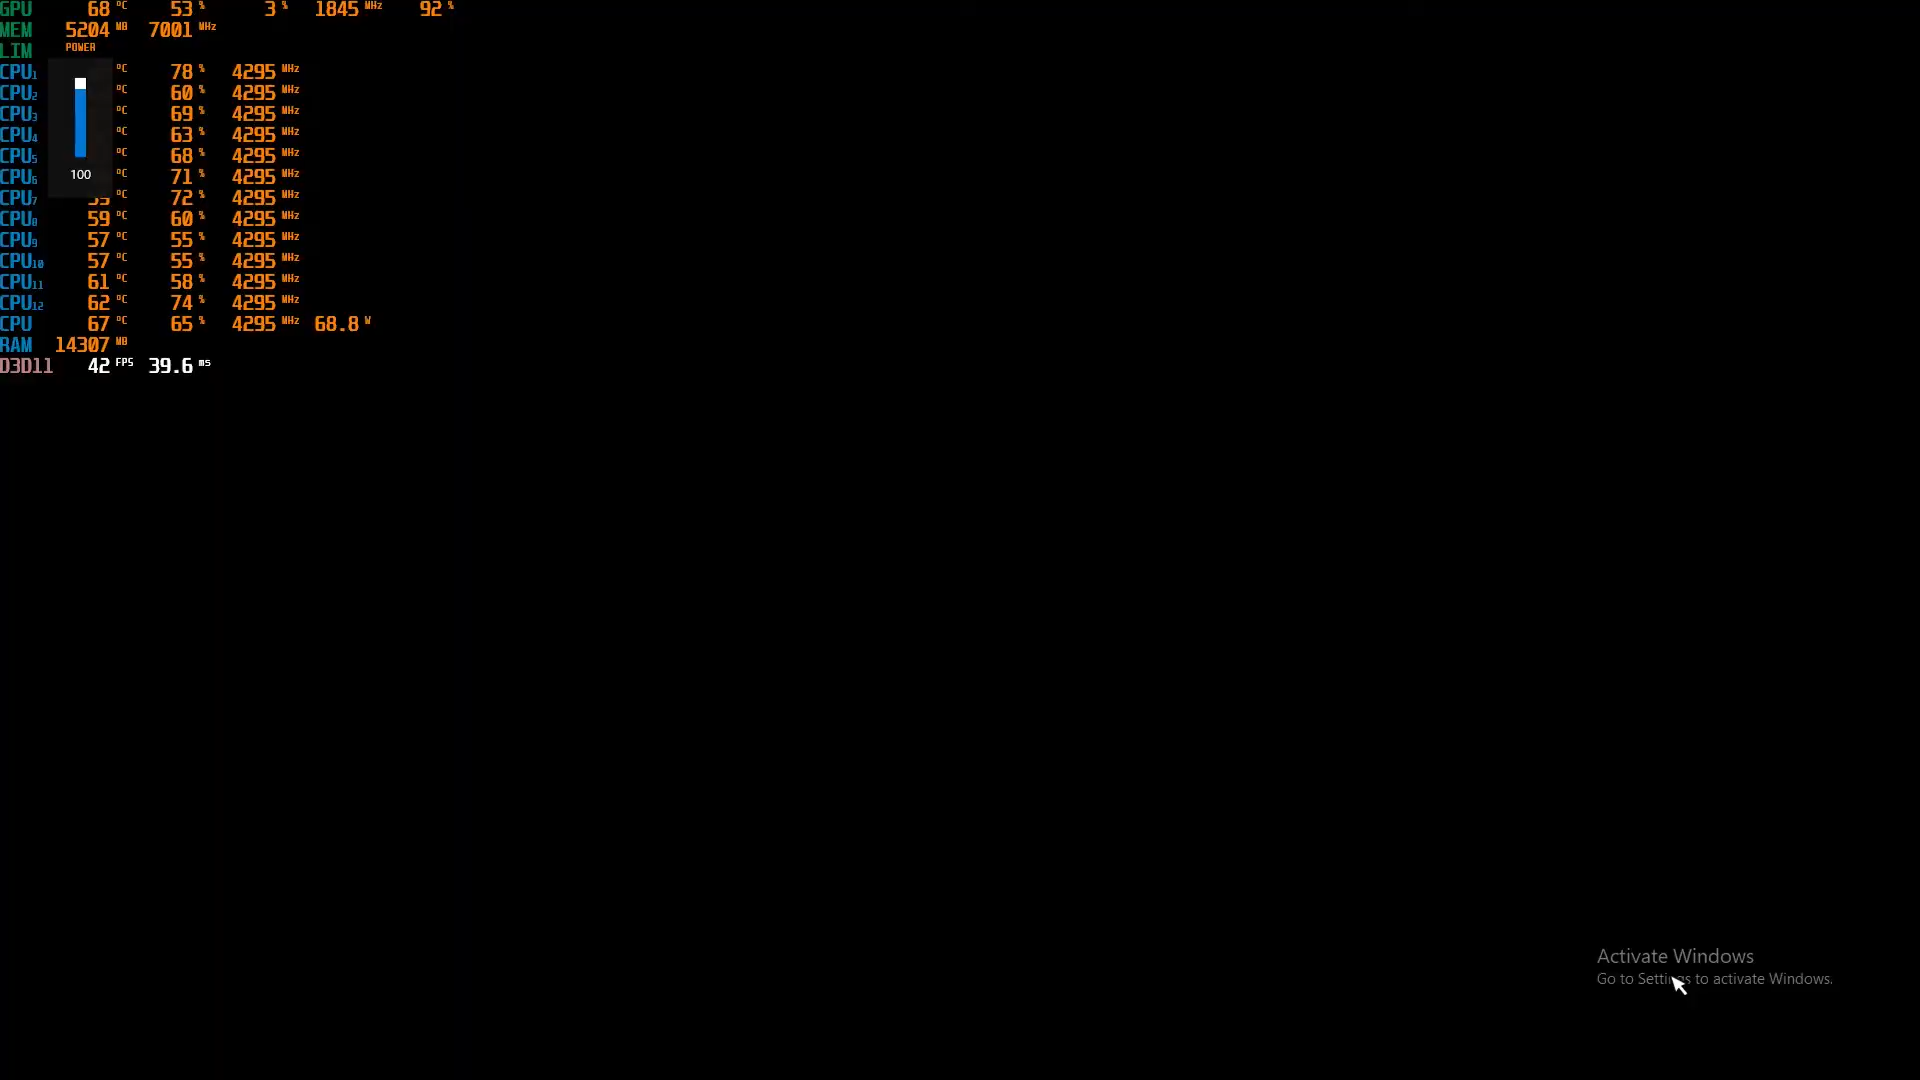 GPU 68 °C 53 % 3 % 1845 MHz 92 %
MEM 5204 MB 7001 MHz
LIM POWER
CPU1 °C 78 % 4295 MHz
CPU2 °C 60 % 4295 MHz
CPU3 °C 69 % 4295 MHz
CPU4 °C 63 % 4295 MHz
CPU5 °C 68 % 4295 MHz
CPU6 °C 71 % 4295 MHz
100
CPU7 °C 72 % 4295 MHz
CPU8 59 °C 60 % 4295 MHz
CPU9 57 °C 55 % 4295 MHz
CPU10 57 °C 55 % 4295 MHz
CPU11 61 °C 58 % 4295 MHz
CPU12 62 °C 74 % 4295 MHz
CPU 67 °C 65 % 4295 MHz 68.8 W
RAM 14307 MB
D3D11 42 FPS 39.6 ms
Activate Windows
Go to Settings to activate Windows.